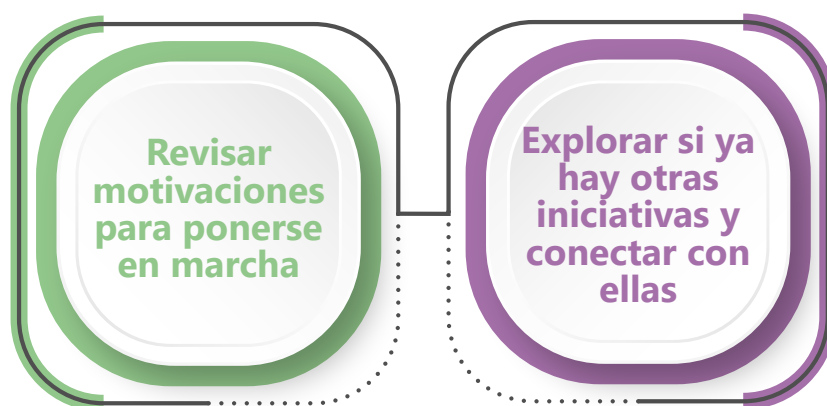 Revisar
motivaciones
para ponerse
en marcha
Explorar si ya
hay otras
iniciativas y
conectar con
ellas